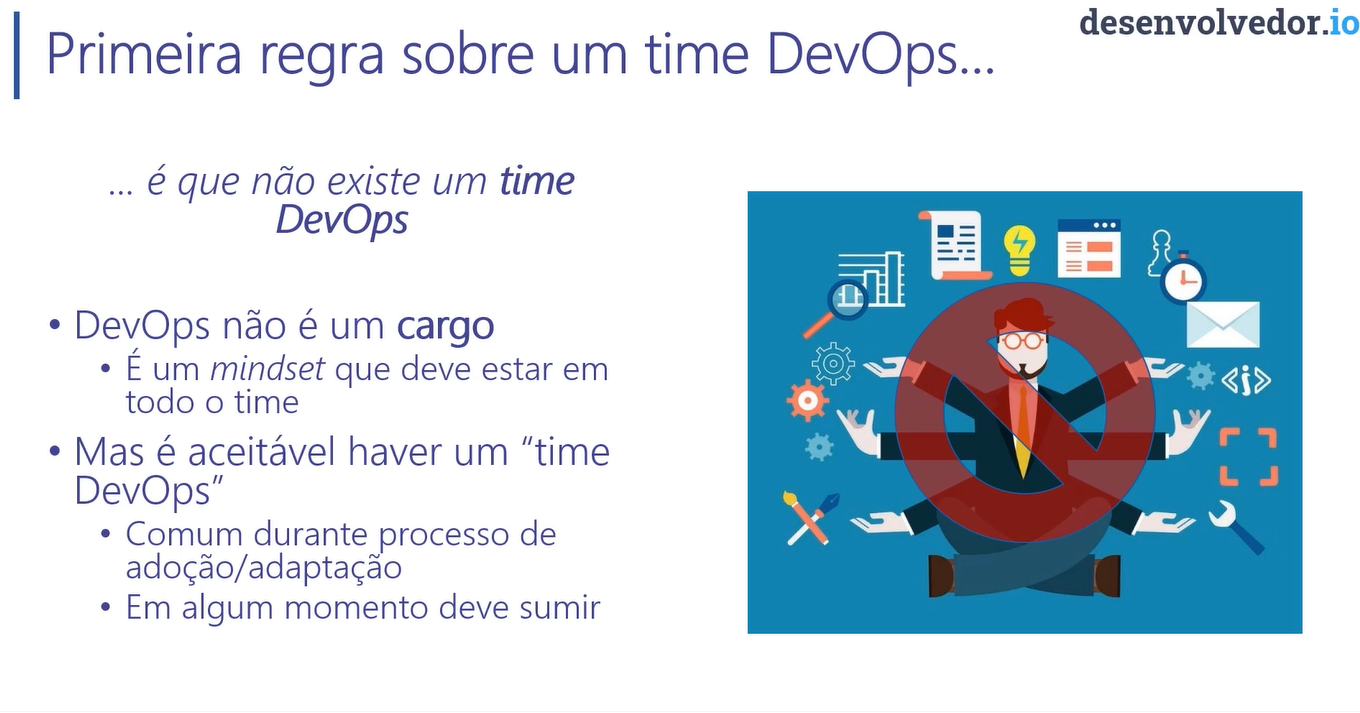 desenvolvedor.io
Primeira regra sobre um time DevOps...
... é que não existe um time
DevOps
• DevOps não é um cargo
• É um mindset que deve estar em
todo o time
• Mas é aceitável haver um “time
DevOps”
• Comum durante processo de
adoção/adaptação
• Em algum momento deve sumir